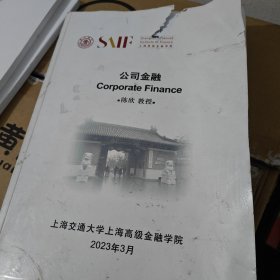 SAIF
公司金融
Corporate Finance
•陈欣 教授•
上海交通大学上海高级金融学院
2023年3月
黄